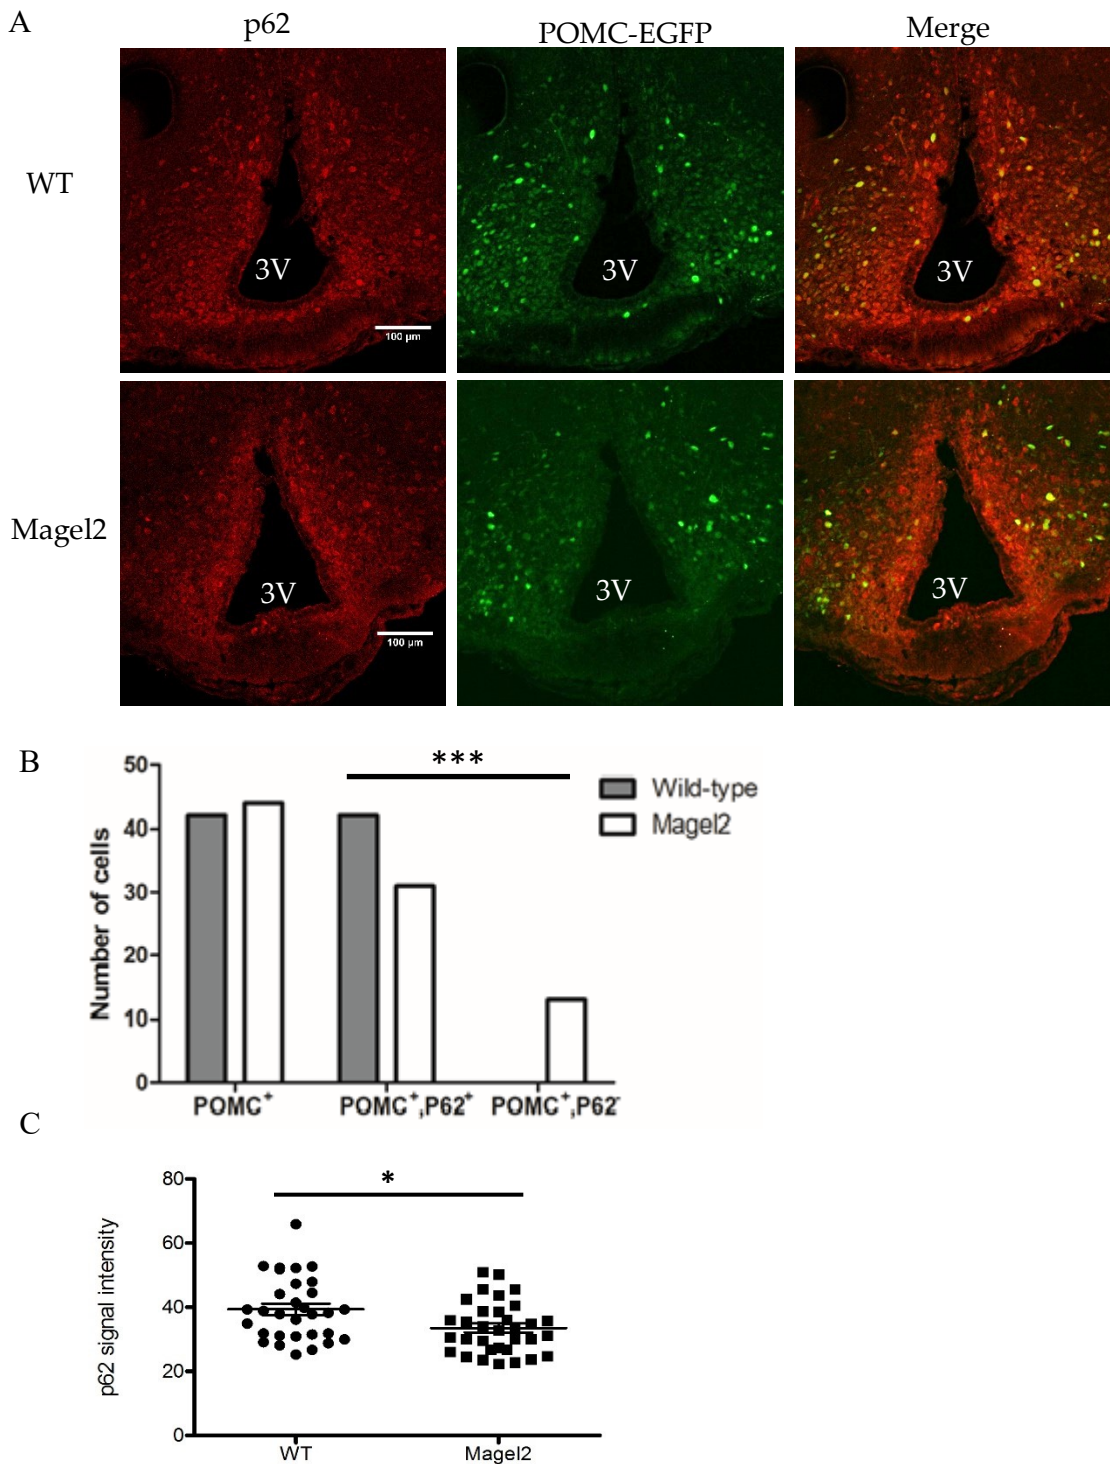 A
p62
POMC-EGFP
Merge
WT
3V
3V
3V
100 µm
Magel2
3V
3V
3V
100 µm
B
***
50
40
30
20
10
0
Number of cells
Wild-type
Magel2
POMC⁺
POMC⁺,P62⁺
POMC⁺,P62⁻
C
*
80
60
40
20
0
p62 signal intensity
WT
Magel2